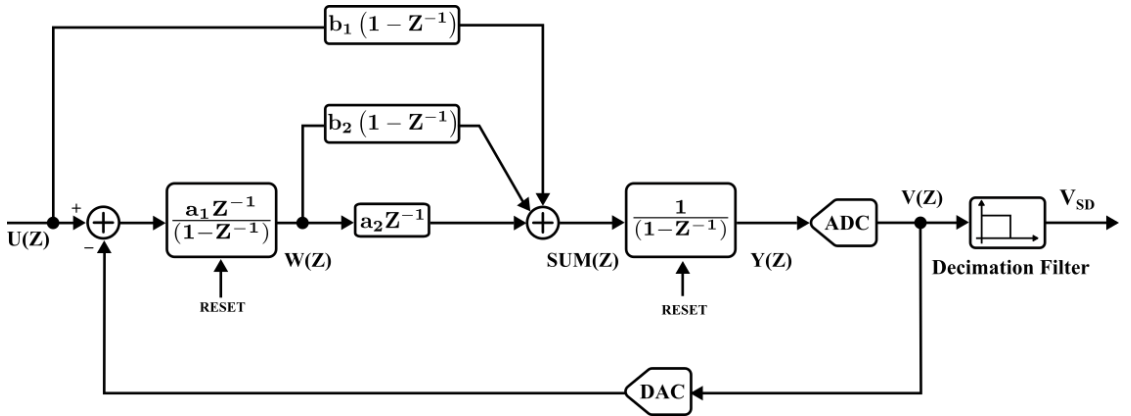 b₁ (1 − Z⁻¹)
b₂ (1 − Z⁻¹)
+
U(Z)
−
a₁ Z⁻¹
(1−Z⁻¹)
RESET
W(Z)
a₂Z⁻¹
SUM(Z)
1
(1−Z⁻¹)
RESET
Y(Z)
ADC
V(Z)
V_SD
Decimation Filter
DAC